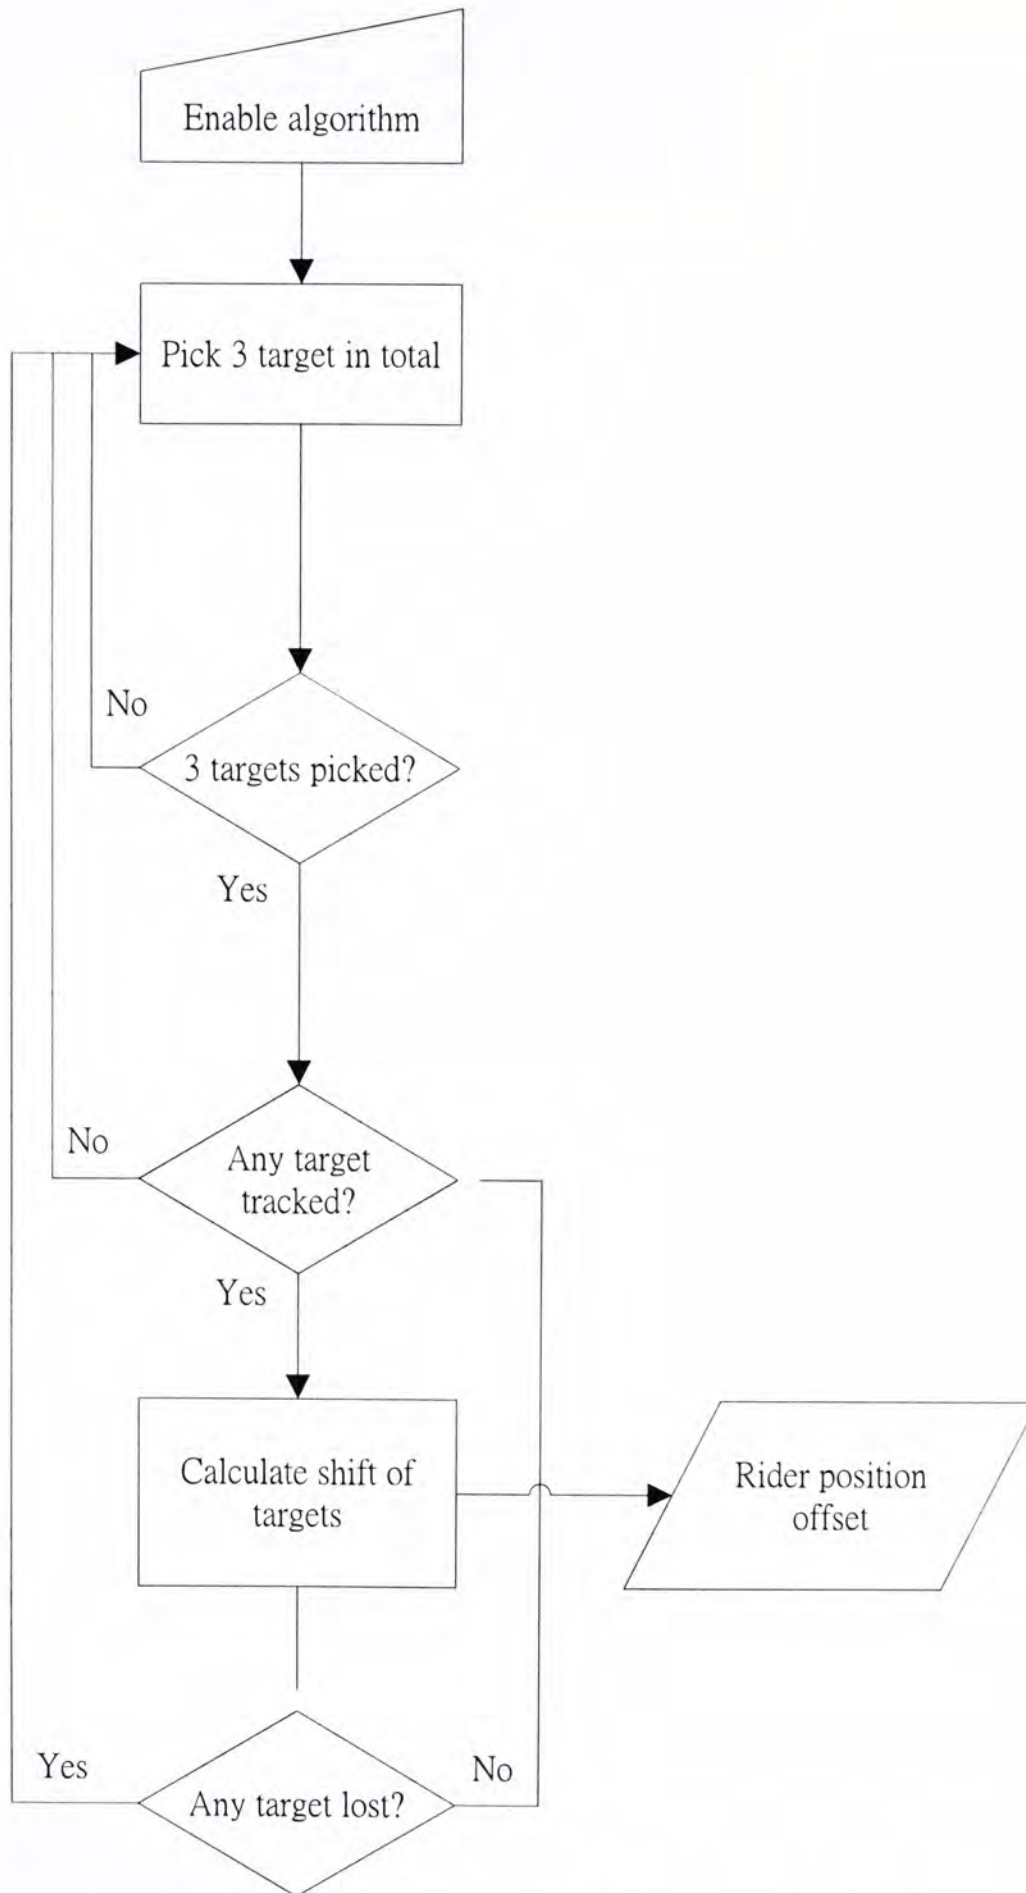 Enable algorithm
Pick 3 target in total
No
3 targets picked?
Yes
No
Any target
tracked?
Yes
Calculate shift of
targets
Rider position
offset
Yes
No
Any target lost?